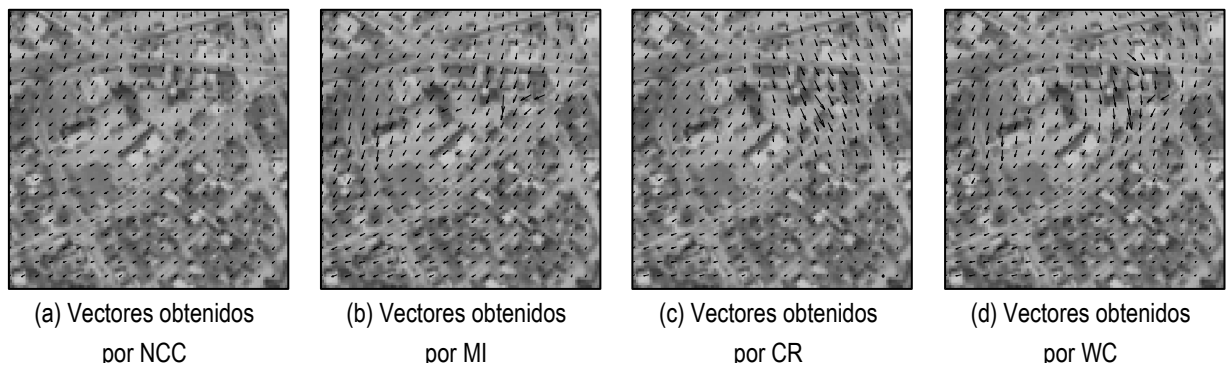 (a) Vectores obtenidos
por NCC
(b) Vectores obtenidos
por MI
(c) Vectores obtenidos
por CR
(d) Vectores obtenidos
por WC